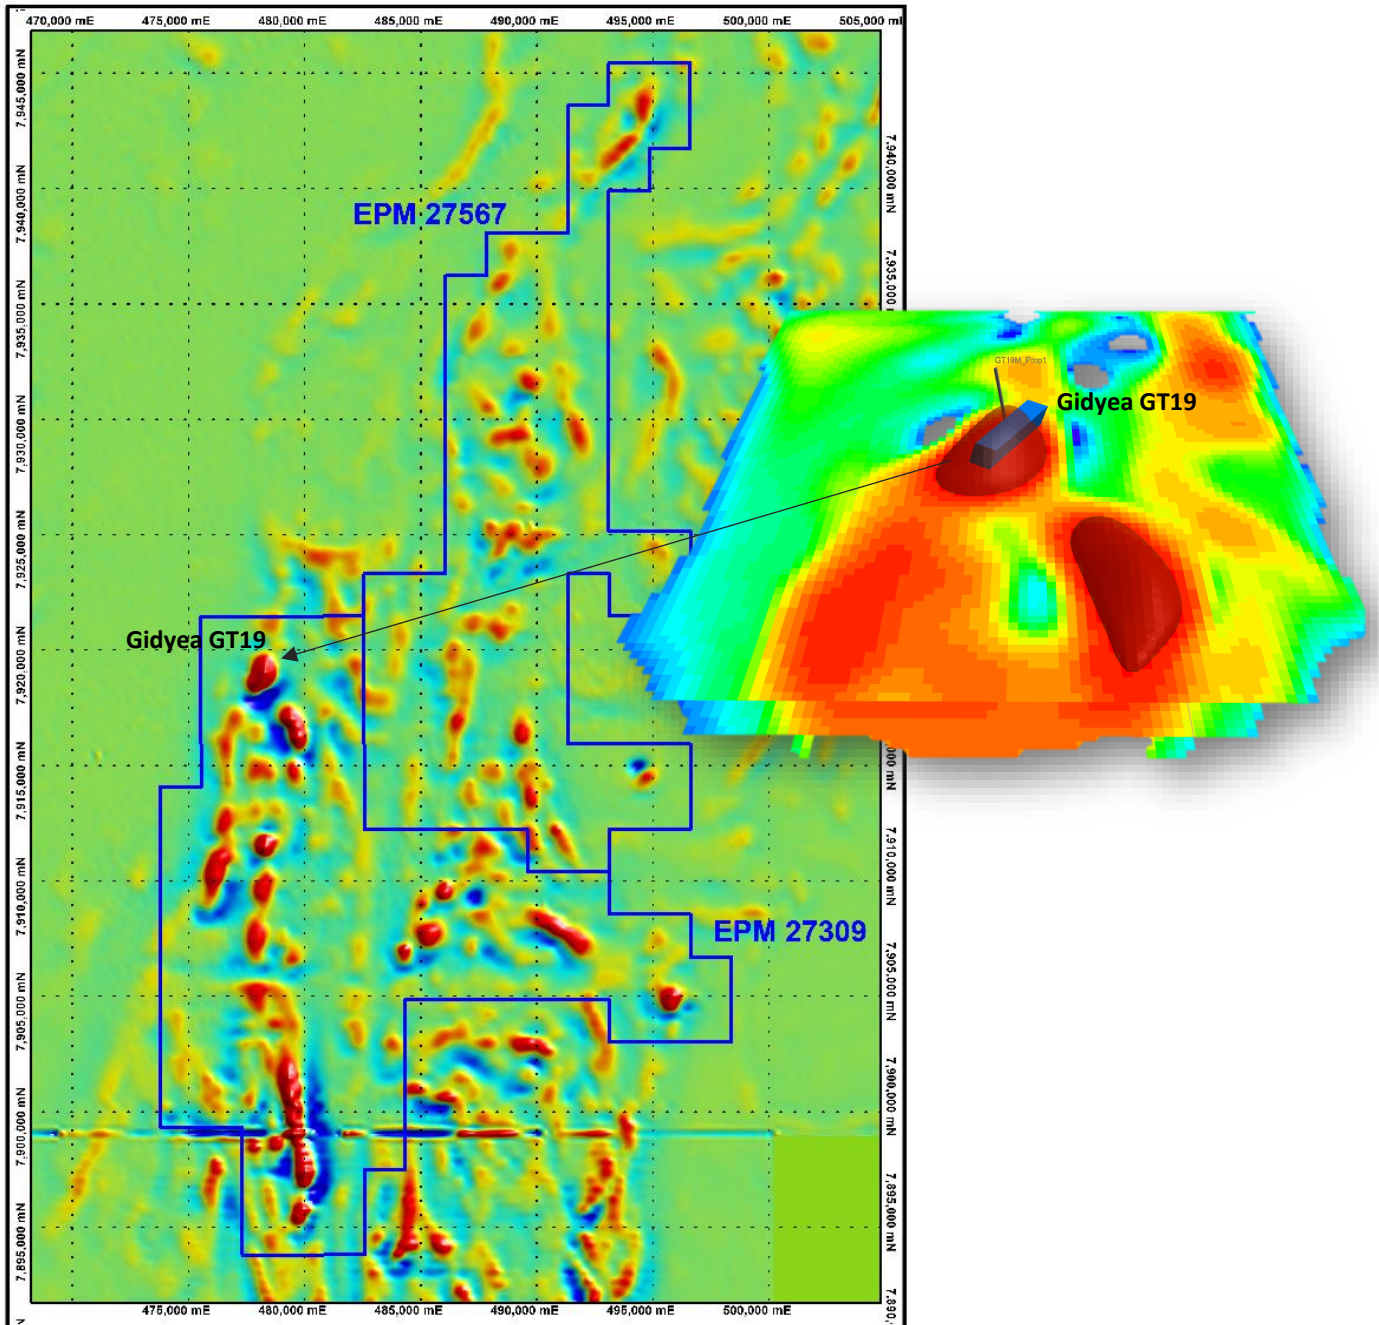 470,000 mE
475,000 mE
480,000 mE
485,000 mE
490,000 mE
495,000 mE
500,000 mE
505,000 m
7,945,000 mN
7,940,000 mN
7,935,000 mN
7,930,000 mN
7,925,000 mN
7,920,000 mN
7,915,000 mN
7,910,000 mN
7,905,000 mN
7,900,000 mN
7,895,000 mN
N
EPM 27567
GT19M_Prop1
Gidyea GT19
Gidyea GT19
EPM 27309
7,940,000 mN
7,935,000
000 mN
7,910,000 mN
7,905,000 mN
7,900,000 mN
7,895,000 mN
7,890,
475,000 mE
480,000 mE
485,000 mE
490,000 mE
495,000 mE
500,000 mE